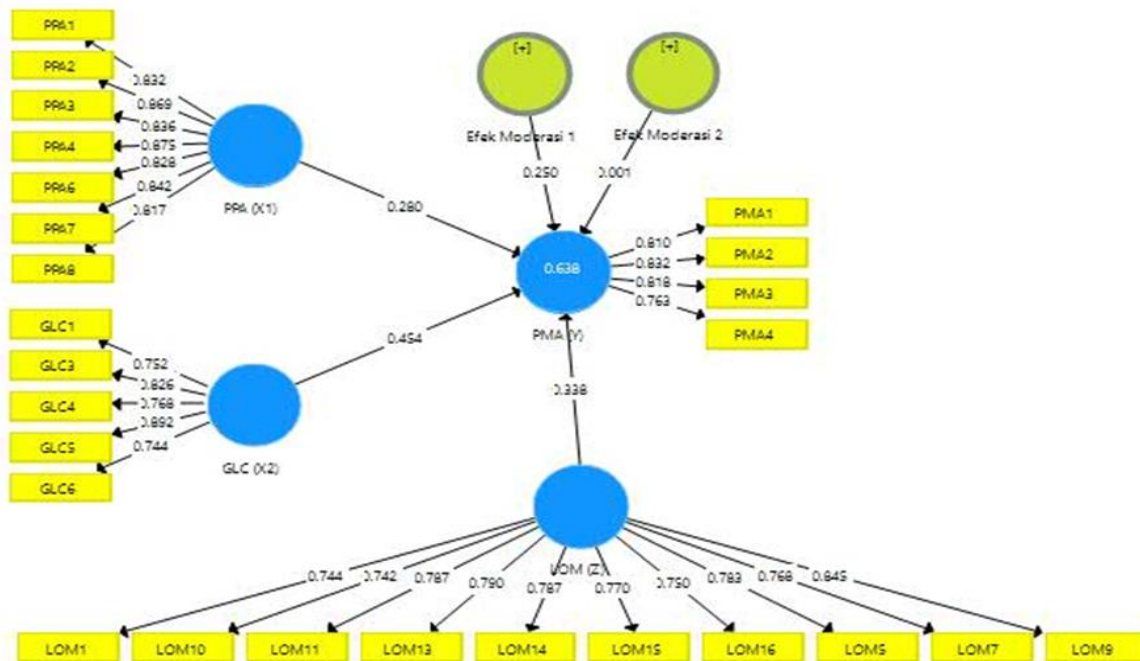 PPA1
PPA2
PPA3
PPA4
PPA6
PPA7
PPA8
0.832
0.869
0.836
0.875
0.828
0.842
0.817
PPA (X1)
0.280
[+]
Efek Moderasi 1
0.250
[+]
Efek Moderasi 2
0.001
0.638
PMA (Y)
0.810
0.832
0.818
0.763
PMA1
PMA2
PMA3
PMA4
GLC1
GLC3
GLC4
GLC5
GLC6
0.752
0.826
0.768
0.892
0.744
GLC (X2)
0.454
0.338
LOM (Z)
0.744
0.742
0.787
0.790
0.787
0.770
0.750
0.783
0.768
0.845
LOM1
LOM10
LOM11
LOM13
LOM14
LOM15
LOM16
LOM5
LOM7
LOM9